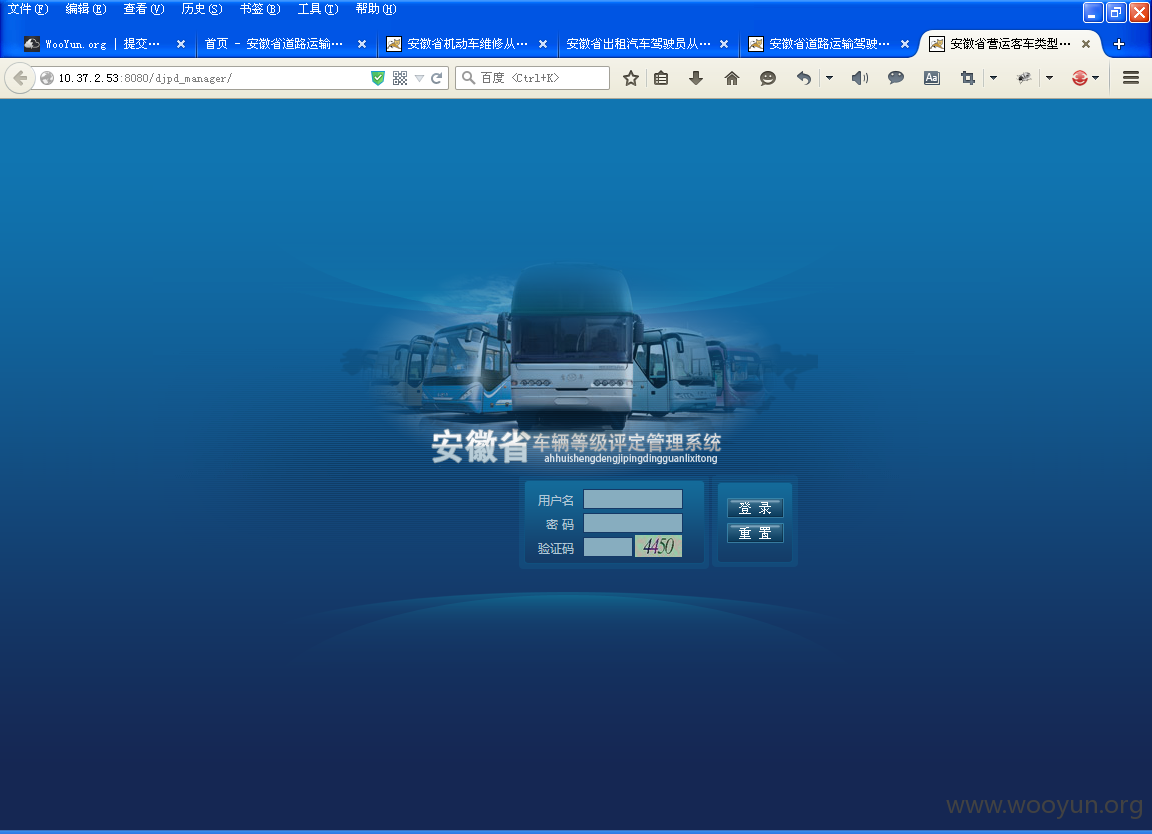 文件(F) 编辑(E) 查看(V) 历史(S) 书签(B) 工具(T) 帮助(H)
WooYun.org | 提交… 首页 - 安徽省道路运输… 安徽省机动车维修从… 安徽省出租汽车驾驶员从… 安徽省道路运输驾驶… 安徽省营运客车类型…
10.37.2.53:8080/djpd_manager/ 百度 <Ctrl+K>
安徽省车辆等级评定管理系统
ahhuishengdengjipingdingguanlixitong
用户名
登 录
密 码
重 置
验证码 4450
www.wooyun.org